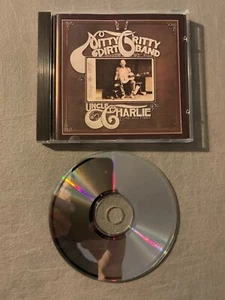 NITTY GRITTY
DIRT BAND
UNCLE
CHARLIE